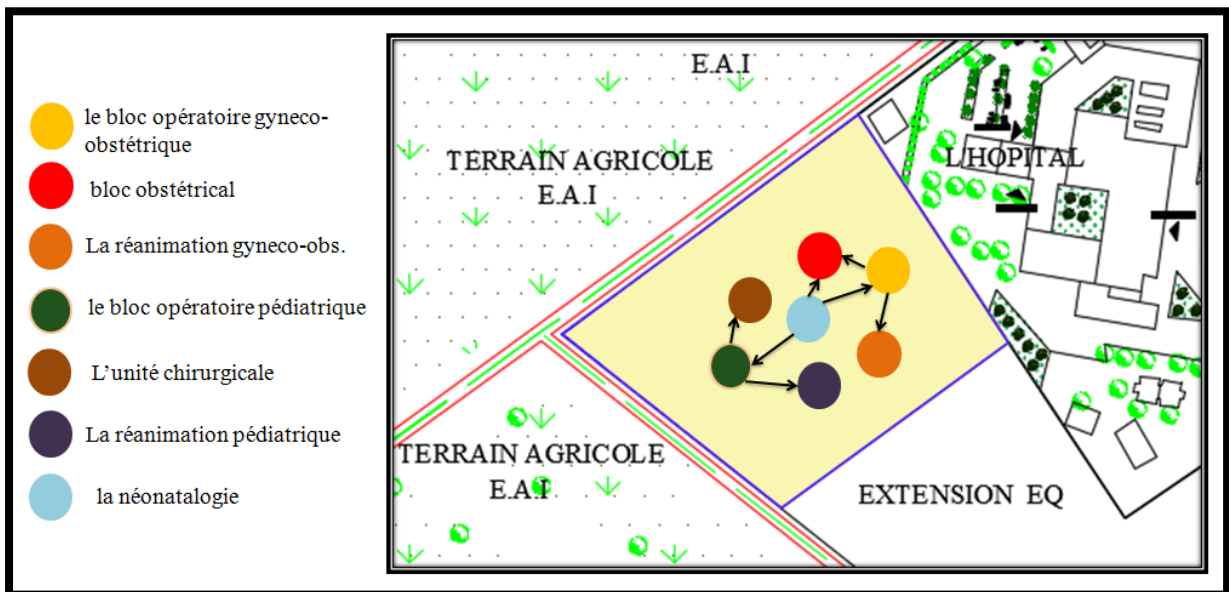 le bloc opératoire gyneco-
obstétrique
bloc obstétrical
La réanimation gyneco-obs.
le bloc opératoire pédiatrique
L'unité chirurgicale
La réanimation pédiatrique
la néonatalogie
E.A.I
TERRAIN AGRICOLE
E.A.I
L'HOPITAL
TERRAIN AGRICOLE
E.A.I
EXTENSION EQ